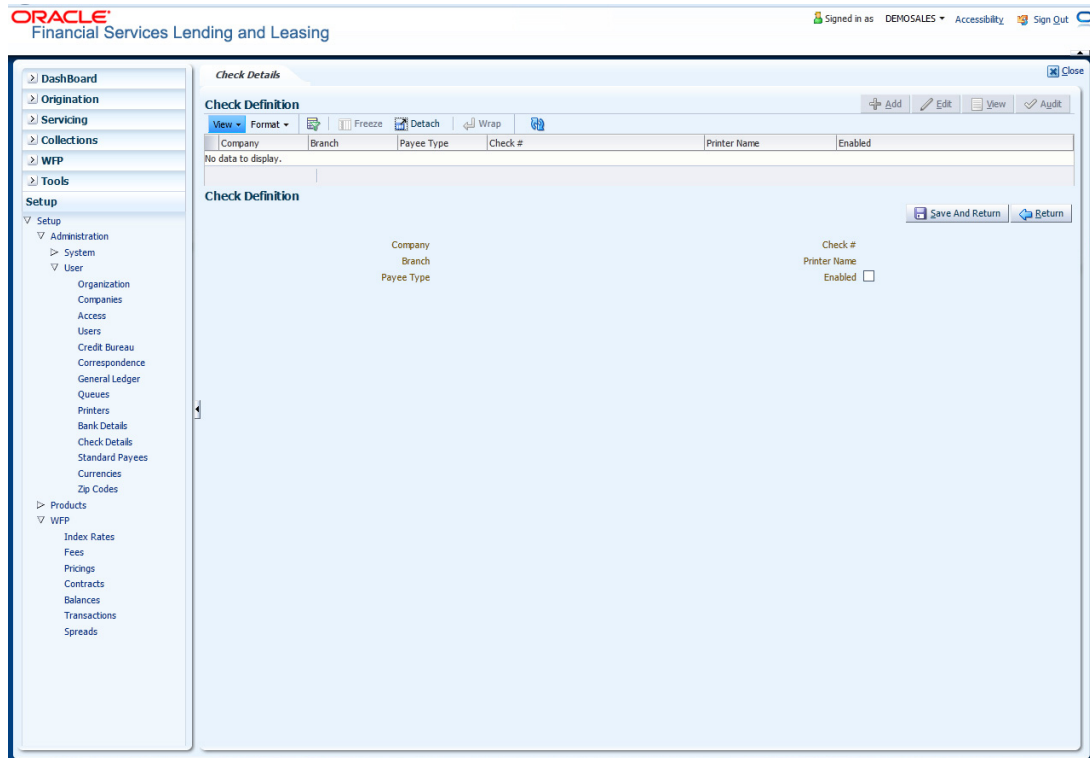 ORACLE®
Financial Services Lending and Leasing
Signed in as DEMOSALES Accessibility Sign Out
DashBoard
Origination
Servicing
Collections
WFP
Tools
Setup
Setup
Administration
System
User
Organization
Companies
Access
Users
Credit Bureau
Correspondence
General Ledger
Queues
Printers
Bank Details
Check Details
Standard Payees
Currencies
Zip Codes
Products
WFP
Index Rates
Fees
Pricings
Contracts
Balances
Transactions
Spreads
Check Details
Close
Check Definition
Add Edit View Audit
View Format Freeze Detach Wrap
Company Branch Payee Type Check # Printer Name Enabled
No data to display.
Check Definition
Save And Return Return
Company Check #
Branch Printer Name
Payee Type Enabled